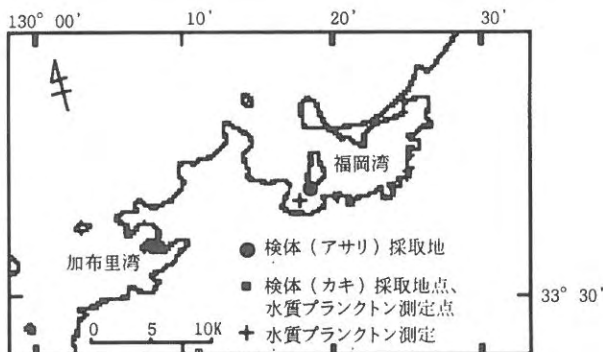 130° 00′ 10′ 20′ 30′
福岡湾
加布里湾
● 検体（アサリ）採取地
■ 検体（カキ）採取地点、
水質プランクトン測定点
+ 水質プランクトン測定
33° 30′
0 5 10K